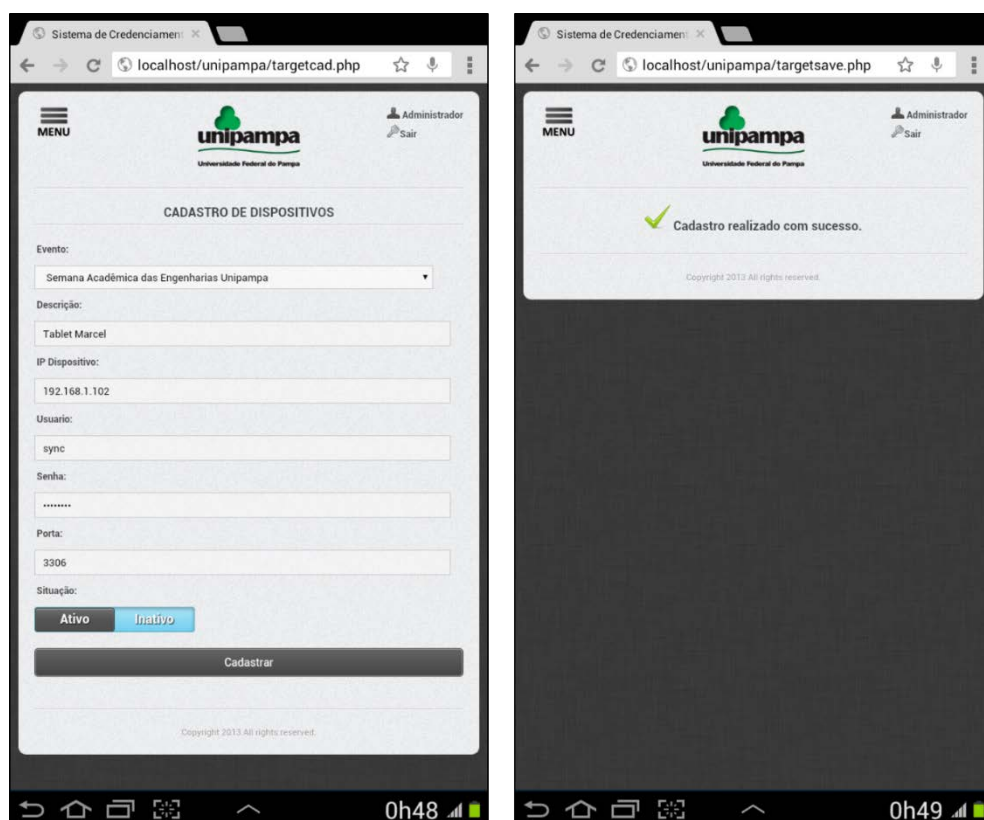 Sistema de Credenciament
localhost/unipampa/targetcad.php
MENU
unipampa
Universidade Federal do Pampa
Administrador
Sair
CADASTRO DE DISPOSITIVOS
Evento:
Semana Acadêmica das Engenharias Unipampa
Descrição:
Tablet Marcel
IP Dispositivo:
192.168.1.102
Usuario:
sync
Senha:
••••••••
Porta:
3306
Situação:
Ativo Inativo
Cadastrar
Copyright 2013 All rights reserved.
0h48
Sistema de Credenciament
localhost/unipampa/targetsave.php
MENU
unipampa
Universidade Federal do Pampa
Administrador
Sair
Cadastro realizado com sucesso.
Copyright 2013 All rights reserved.
0h49